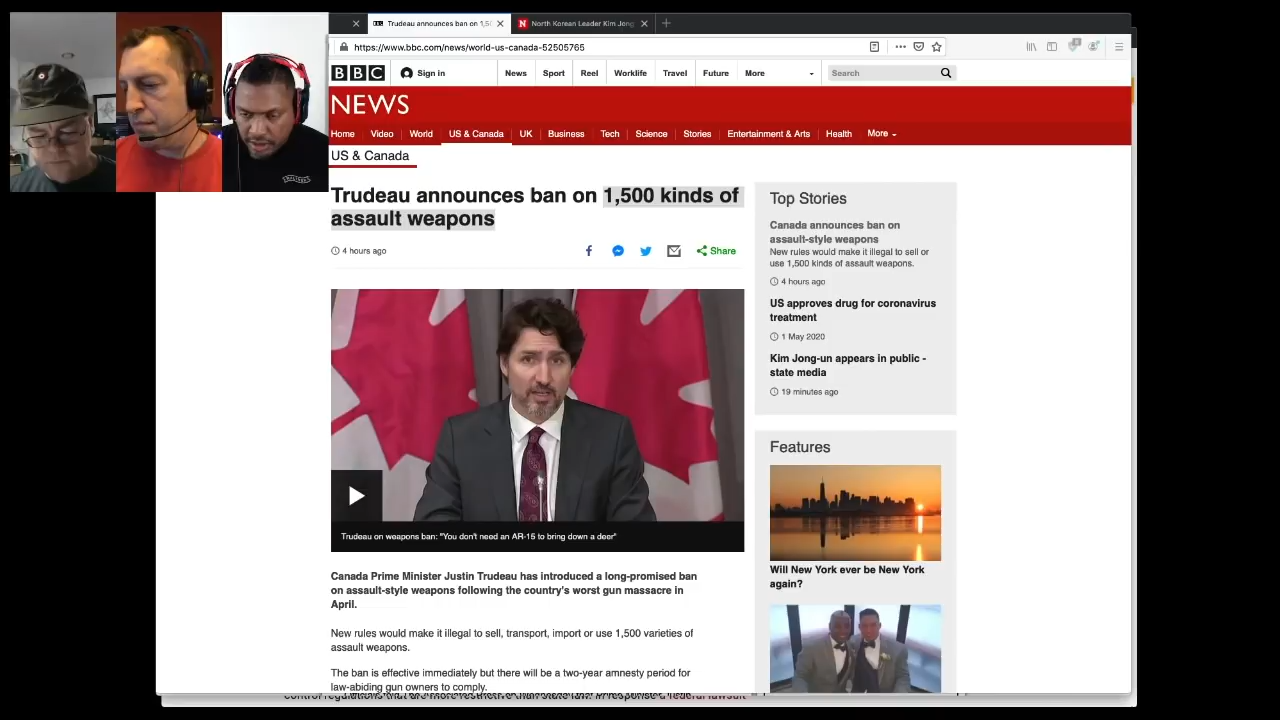 Trudeau announces ban on 1,50
North Korean Leader Kim Jong
https://www.bbc.com/news/world-us-canada-52505765
BBC Sign in News Sport Reel Worklife Travel Future More Search
NEWS
Home Video World US & Canada UK Business Tech Science Stories Entertainment & Arts Health More
US & Canada
Trudeau announces ban on 1,500 kinds of
assault weapons
4 hours ago
Share
Trudeau on weapons ban: "You don't need an AR-15 to bring down a deer"
Canada Prime Minister Justin Trudeau has introduced a long-promised ban
on assault-style weapons following the country's worst gun massacre in
April.
New rules would make it illegal to sell, transport, import or use 1,500 varieties of
assault weapons.
The ban is effective immediately but there will be a two-year amnesty period for
law-abiding gun owners to comply.
Top Stories
Canada announces ban on
assault-style weapons
New rules would make it illegal to sell or
use 1,500 kinds of assault weapons.
4 hours ago
US approves drug for coronavirus
treatment
1 May 2020
Kim Jong-un appears in public -
state media
19 minutes ago
Features
Will New York ever be New York
again?